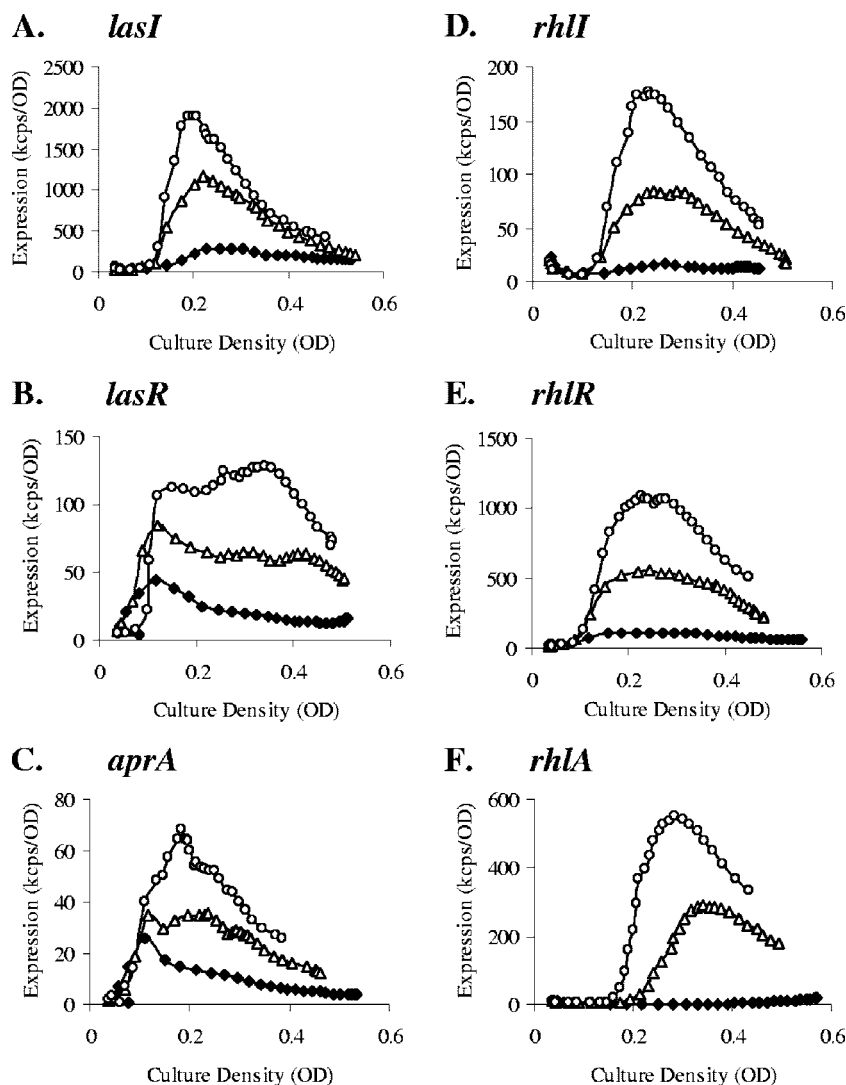 A. lasI
Expression (kcps/OD)
2500
2000
1500
1000
500
0
0 0.2 0.4 0.6
Culture Density (OD)
B. lasR
Expression (kcps/OD)
150
100
50
0
0 0.2 0.4 0.6
Culture Density (OD)
C. aprA
Expression (kcps/OD)
80
60
40
20
0
0 0.2 0.4 0.6
Culture Density (OD)
D. rhlI
Expression (kcps/OD)
200
150
100
50
0
0 0.2 0.4 0.6
Culture Density (OD)
E. rhlR
Expression (kcps/OD)
1500
1000
500
0
0 0.2 0.4 0.6
Culture Density (OD)
F. rhlA
Expression (kcps/OD)
600
400
200
0
0 0.2 0.4 0.6
Culture Density (OD)